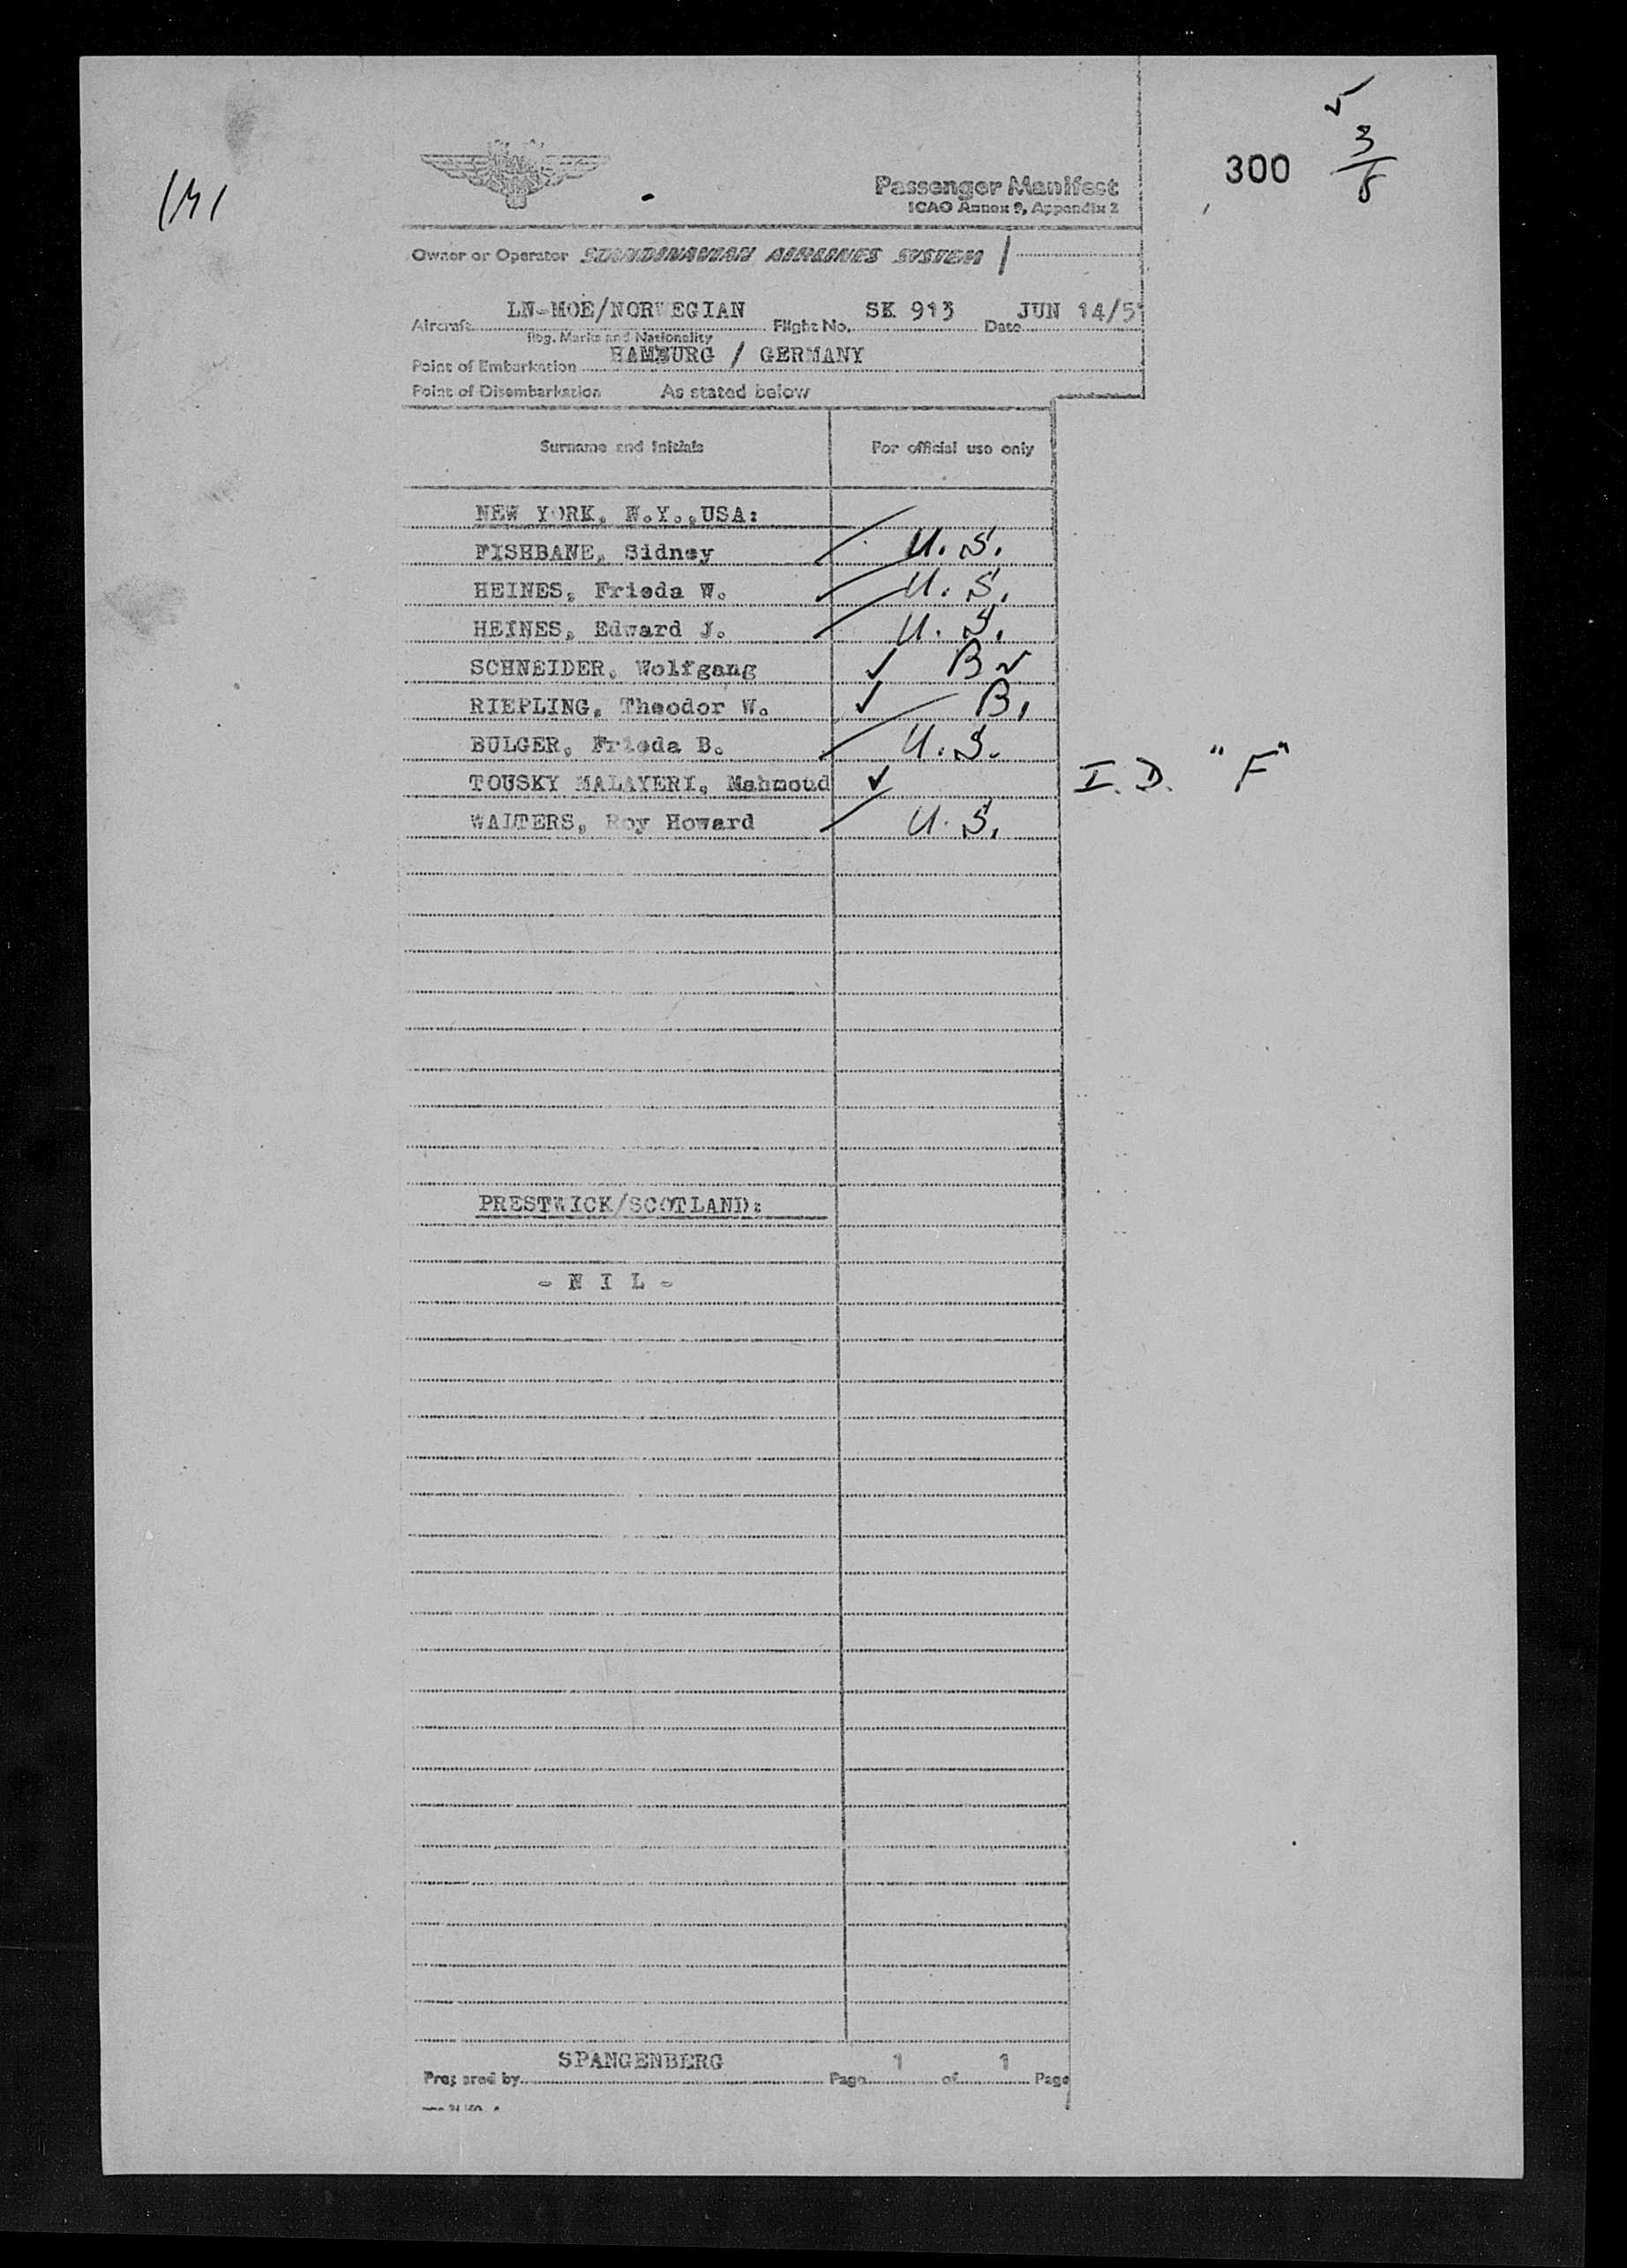 300 3/5
141
Passenger Manifest
ICAO Annex 9, Appendix 2
Owner or Operator SCANDINAVIAN AIRLINES SYSTEM
Aircraft LN-MOE/NORWEGIAN Flight No. SK 913 Date JUN 14/5
Reg. Marks and Nationality
Point of Embarkation HAMBURG / GERMANY
Point of Disembarkation As stated below
Surname and Initials For official use only
NEW YORK, N.Y.,USA:
FISHBANE, Sidney U.S.
HEINES, Frieda W. U.S.
HEINES, Edward J. U.S.
SCHNEIDER, Wolfgang ✓ B
RIEPLING, Theodor W. ✓ B
BULGER, Frieda B. U.S.
TOUSKY MALAYERI, Mahmoud ✓ I.D. "F"
WALTERS, Roy Howard U.S.
PRESTWICK/SCOTLAND:
- N I L -
Prepared by SPANGENBERG Page 1 of 1 Page